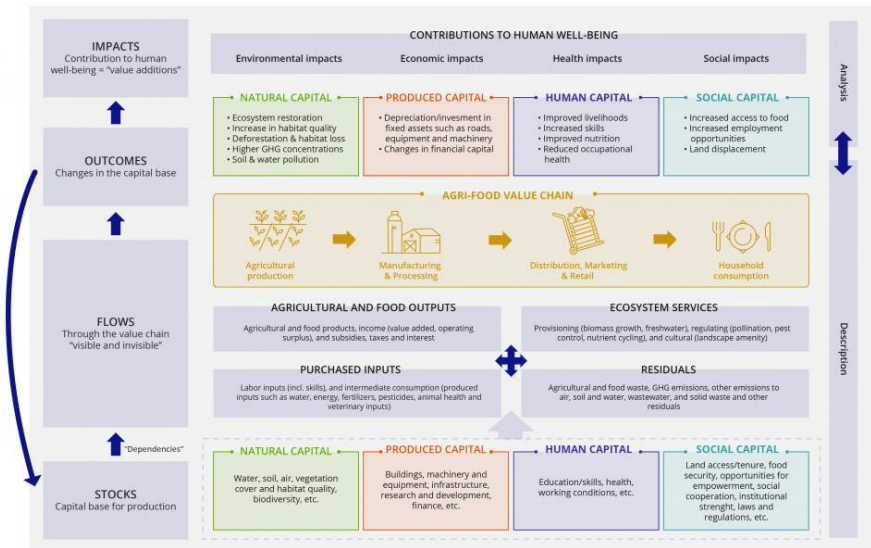 IMPACTS
Contribution to human
well-being = “value additions”
OUTCOMES
Changes in the capital base
FLOWS
Through the value chain
“visible and invisible”
“Dependencies”
STOCKS
Capital base for production
CONTRIBUTIONS TO HUMAN WELL-BEING
Environmental impacts
Economic impacts
Health impacts
Social impacts
NATURAL CAPITAL
• Ecosystem restoration
• Increase in habitat quality
• Deforestation & habitat loss
• Higher GHG concentrations
• Soil & water pollution
PRODUCED CAPITAL
• Depreciation/invesment in
fixed assets such as roads,
equipment and machinery
• Changes in financial capital
HUMAN CAPITAL
• Improved livelihoods
• Increased skills
• Improved nutrition
• Reduced occupational
health
SOCIAL CAPITAL
• Increased access to food
• Increased employment
opportunities
• Land displacement
AGRI-FOOD VALUE CHAIN
Agricultural
production
Manufacturing
& Processing
Distribution, Marketing
& Retail
Household
consumption
AGRICULTURAL AND FOOD OUTPUTS
Agricultural and food products, income (value added, operating
surplus), and subsidies, taxes and interest
ECOSYSTEM SERVICES
Provisioning (biomass growth, freshwater), regulating (pollination, pest
control, nutrient cycling), and cultural (landscape amenity)
PURCHASED INPUTS
Labor inputs (incl. skills), and intermediate consumption (produced
inputs such as water, energy, fertilizers, pesticides, animal health and
veterinary inputs)
RESIDUALS
Agricultural and food waste, GHG emissions, other emissions to
air, soil and water, wastewater, and solid waste and other
residuals
NATURAL CAPITAL
Water, soil, air, vegetation
cover and habitat quality,
biodiversity, etc.
PRODUCED CAPITAL
Buildings, machinery and
equipment, infrastructure,
research and development,
finance, etc.
HUMAN CAPITAL
Education/skills, health,
working conditions, etc.
SOCIAL CAPITAL
Land access/tenure, food
security, opportunities for
empowerment, social
cooperation, institutional
strenght, laws and
regulations, etc.
Analysis
Description